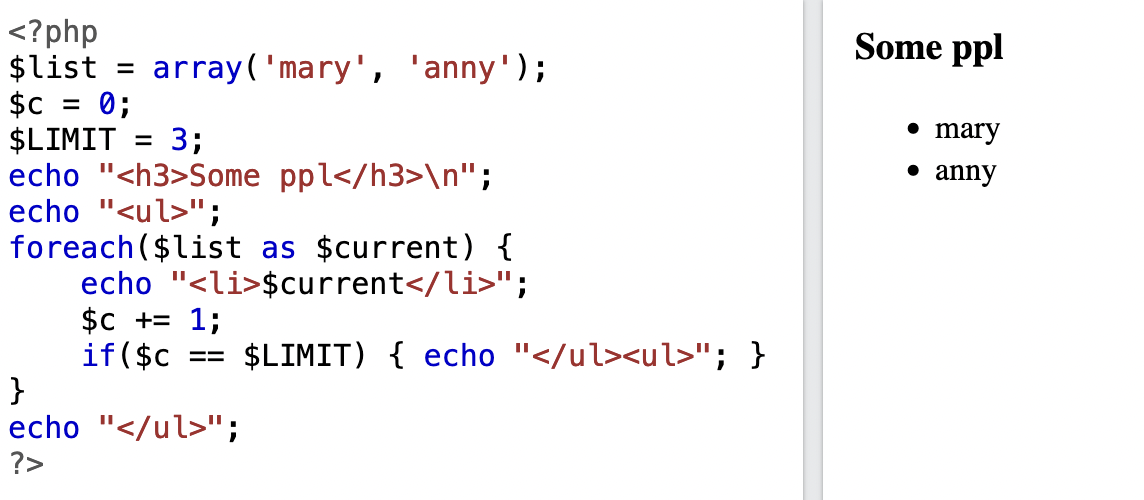 <?php
$list = array('mary', 'anny');
$c = 0;
$LIMIT = 3;
echo "<h3>Some ppl</h3>\n";
echo "<ul>";
foreach($list as $current) {
    echo "<li>$current</li>";
    $c += 1;
    if($c == $LIMIT) { echo "</ul><ul>"; }
}
echo "</ul>";
?>
Some ppl
• mary
• anny